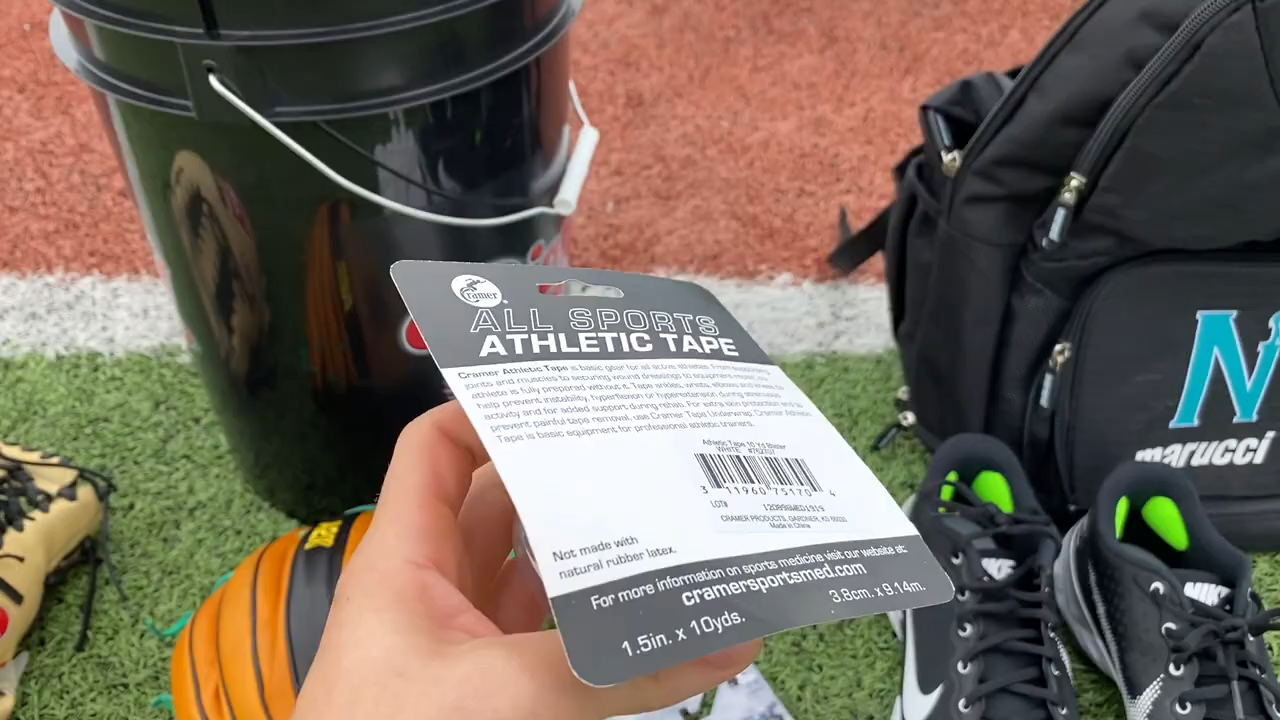 Cramer
ALL SPORTS
ATHLETIC TAPE
Cramer Athletic Tape is basic gear for all active athletes. From supporting
joints and muscles to securing wound dressings to equipment repair, no
athlete is fully prepared without it. Tape ankles, wrists, elbows and knees to
help prevent instability, hyperflexion or hyperextension during strenuous
activity and for added support during rehab. For extra skin protection and to
prevent painful tape removal, use Cramer Tape Underwrap. Cramer Athletic
Tape is basic equipment for professional athletic trainers.
Athletic Tape 10 Yd Blister
WHITE #752707
3 11960 75170 4
LOT#
CRAMER PRODUCTS, GARDNER, KS 66030
Made in China
Not made with
natural rubber latex.
For more information on sports medicine visit our website at:
cramersportsmed.com
1.5in. x 10yds.
3.8cm. x 9.14m.
marucci
NIKE
NIKE